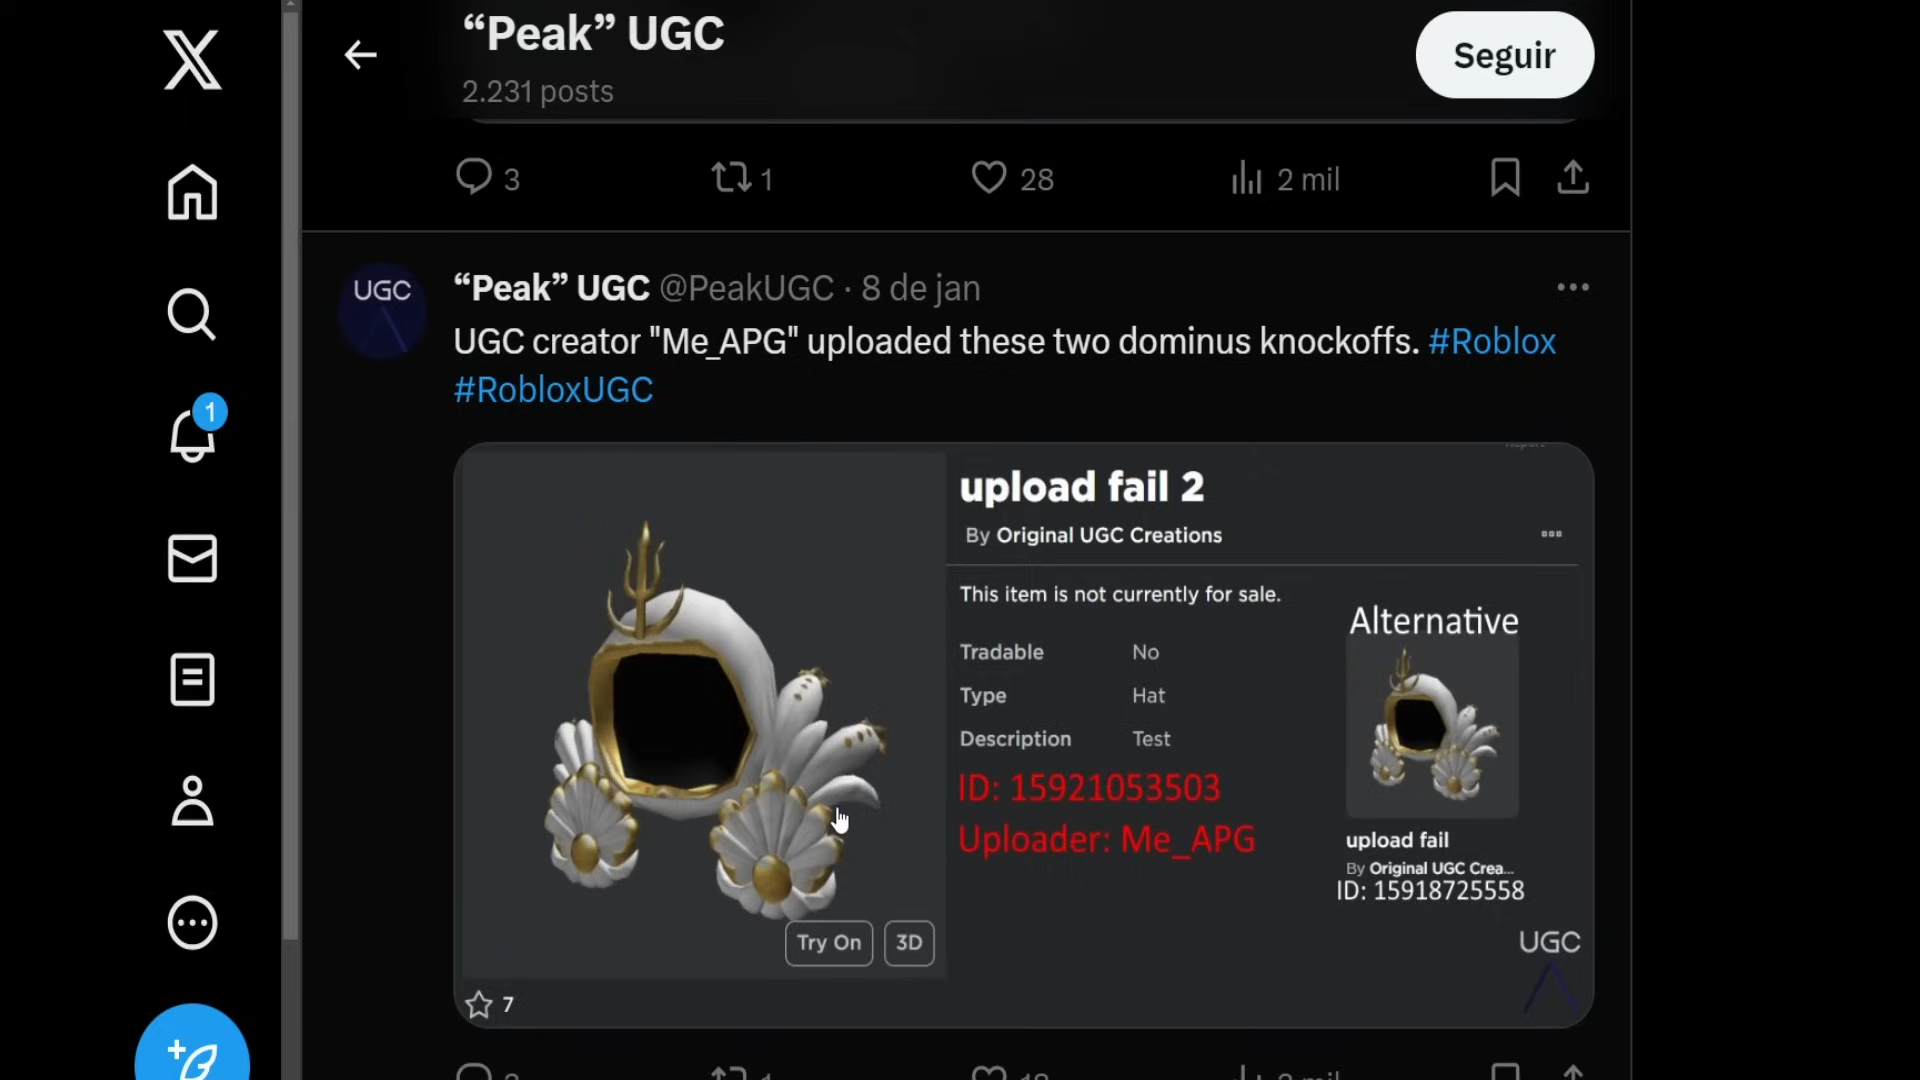 “Peak” UGC
2.231 posts
Seguir
3
1
28
2 mil
UGC
“Peak” UGC @PeakUGC · 8 de jan
UGC creator "Me_APG" uploaded these two dominus knockoffs. #Roblox
#RobloxUGC
1
upload fail 2
By Original UGC Creations
This item is not currently for sale.
Tradable No
Type Hat
Description Test
ID: 15921053503
Uploader: Me_APG
Alternative
upload fail
By Original UGC Crea...
ID: 15918725558
UGC
Try On
3D
7